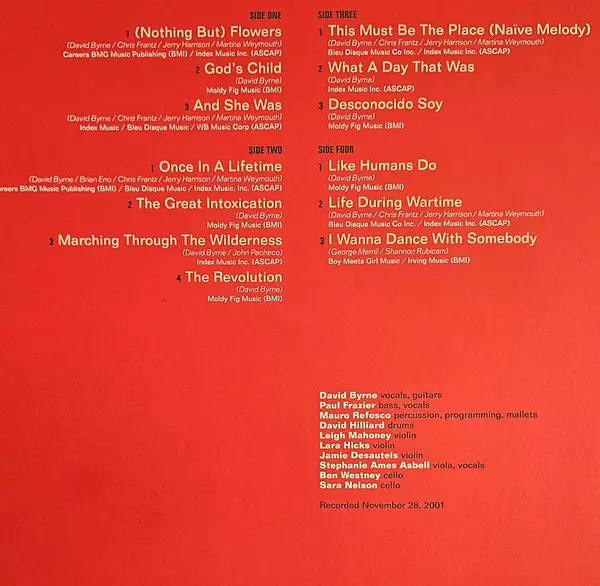 SIDE ONE
1 (Nothing But) Flowers
(David Byrne / Chris Frantz / Jerry Harrison / Martina Weymouth)
Careers BMG Music Publishing (BMI) / Index Music, Inc. (ASCAP)
2 God's Child
(David Byrne)
Moldy Fig Music (BMI)
3 And She Was
(David Byrne / Chris Frantz / Jerry Harrison / Martina Weymouth)
Index Music / Bleu Disque Music / WB Music Corp (ASCAP)
SIDE TWO
1 Once In A Lifetime
(David Byrne / Brian Eno / Chris Frantz / Jerry Harrison / Martina Weymouth)
reers BMG Music Publishing (BMI) / Bleu Disque Music / Index Music, Inc. (ASCAP)
2 The Great Intoxication
(David Byrne)
Moldy Fig Music (BMI)
3 Marching Through The Wilderness
(David Byrne / John Pacheco)
Index Music Inc. (ASCAP)
4 The Revolution
(David Byrne)
Moldy Fig Music (BMI)
SIDE THREE
1 This Must Be The Place (Naïve Melody)
(David Byrne / Chris Frantz / Jerry Harrison / Martina Weymouth)
Bleu Disque Music Co Inc. / Index Music Inc. (ASCAP)
2 What A Day That Was
(David Byrne)
Index Music Inc. (ASCAP)
3 Desconocido Soy
(David Byrne)
Moldy Fig Music (BMI)
SIDE FOUR
1 Like Humans Do
(David Byrne)
Moldy Fig Music (BMI)
2 Life During Wartime
(David Byrne / Chris Frantz / Jerry Harrison / Martina Weymouth)
Bleu Disque Music Co Inc. / Index Music Inc. (ASCAP)
3 I Wanna Dance With Somebody
(George Merrill / Shannon Rubicam)
Boy Meets Girl Music / Irving Music (BMI)
David Byrne vocals, guitars
Paul Frazier bass, vocals
Mauro Refosco percussion, programming, mallets
David Hilliard drums
Leigh Mahoney violin
Lara Hicks violin
Jamie Desautels violin
Stephanie Ames Asbell viola, vocals
Ben Westney cello
Sara Nelson cello
Recorded November 28, 2001